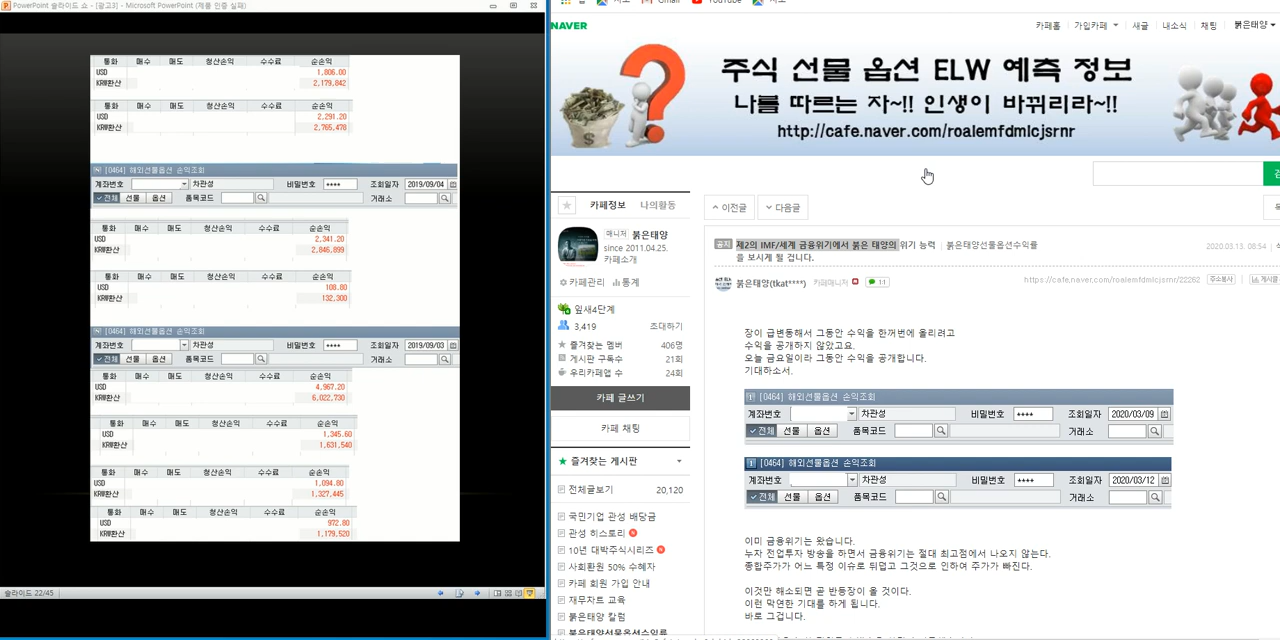 PowerPoint 슬라이드 쇼 - [광고3] - Microsoft PowerPoint (제품 인증 실패)
통화 매수 매도 청산손익 수수료 순손익
USD 1,806.00
KRW환산 2,179,842
통화 매수 매도 청산손익 수수료 순손익
USD 2,291.20
KRW환산 2,765,478
[0464] 해외선물옵션 손익조회
계좌번호 차관성 비밀번호 **** 조회일자 2019/09/04
전체 선물 옵션 품목코드 거래소
통화 매수 매도 청산손익 수수료 순손익
USD 2,341.20
KRW환산 2,846,899
통화 매수 매도 청산손익 수수료 순손익
USD 108.80
KRW환산 132,300
[0464] 해외선물옵션 손익조회
계좌번호 차관성 비밀번호 **** 조회일자 2019/09/03
전체 선물 옵션 품목코드 거래소
통화 매수 매도 청산손익 수수료 순손익
USD 4,967.20
KRW환산 6,022,730
통화 매수 매도 청산손익 수수료 순손익
USD 1,345.60
KRW환산 1,631,540
통화 매수 매도 청산손익 수수료 순손익
USD 1,094.80
KRW환산 1,327,445
통화 매수 매도 청산손익 수수료 순손익
USD 972.80
KRW환산 1,179,520
슬라이드 22/45
Gmail YouTube
NAVER
카페홈 가입카페 새글 내소식 채팅 붉은태양
주식 선물 옵션 ELW 예측 정보
나를 따르는 자~!! 인생이 바뀌리라~!!
http://cafe.naver.com/roalemfdmlcjsrnr
카페정보 나의활동
매니저 붉은태양
since 2011.04.25.
카페소개
카페관리 통계
잎새4단계
3,419 초대하기
즐겨찾는 멤버 406명
게시판 구독수 21회
우리카페앱 수 24회
카페 글쓰기
카페 채팅
즐겨찾는 게시판
전체글보기 20,120
국민기업 관성 배당금
관성 히스토리
10년 대박주식시리즈
사회환원 50% 수혜자
카페 회원 가입 안내
재무차트 교육
붉은태양 칼럼
붉은태양선물옵션수익률
이전글 다음글
공지 제2의 IMF/세계 금융위기에서 붉은 태양의 위기 능력 붉은태양선물옵션수익률
을 보시게 될 겁니다.
2020.03.13. 08:54
붉은태양(tkat****) 카페매니저 11
https://cafe.naver.com/roalemfdmlcjsrnr/22262 주소복사
장이 급변동해서 그동안 수익을 한꺼번에 올리려고
수익을 공개하지 않았고요.
오늘 금요일이라 그동안 수익을 공개합니다.
기대하소서.
[0464] 해외선물옵션 손익조회
계좌번호 차관성 비밀번호 **** 조회일자 2020/03/09
전체 선물 옵션 품목코드 거래소
[0464] 해외선물옵션 손익조회
계좌번호 차관성 비밀번호 **** 조회일자 2020/03/12
전체 선물 옵션 품목코드 거래소
이미 금융위기는 왔습니다.
누차 전업투자 방송을 하면서 금융위기는 절대 최고점에서 나오지 않는다.
종합주가가 어느 특정 이슈로 뒤덮고 그것으로 인하여 주가가 빠진다.
이것만 해소되면 곧 반등장이 올 것이다.
이런 막연한 기대를 하게 됩니다.
바로 그겁니다.